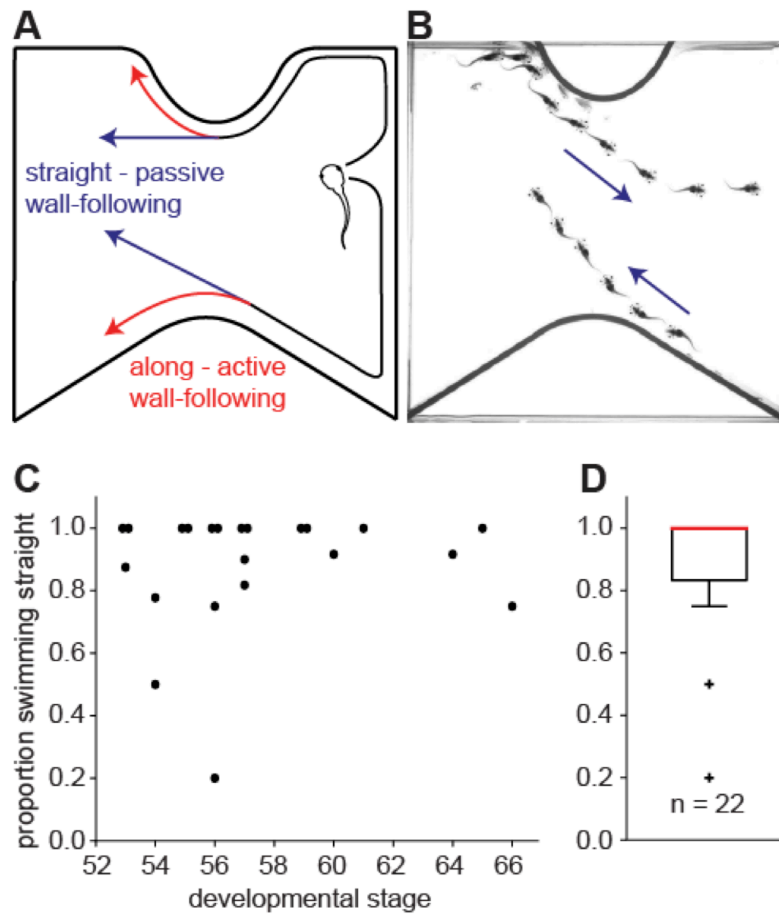 A
straight - passive
wall-following
along - active
wall-following
B
C
proportion swimming straight
1.0
0.8
0.6
0.4
0.2
0.0
52 54 56 58 60 62 64 66
developmental stage
D
1.0
0.8
0.6
0.4
0.2
0.0
n = 22